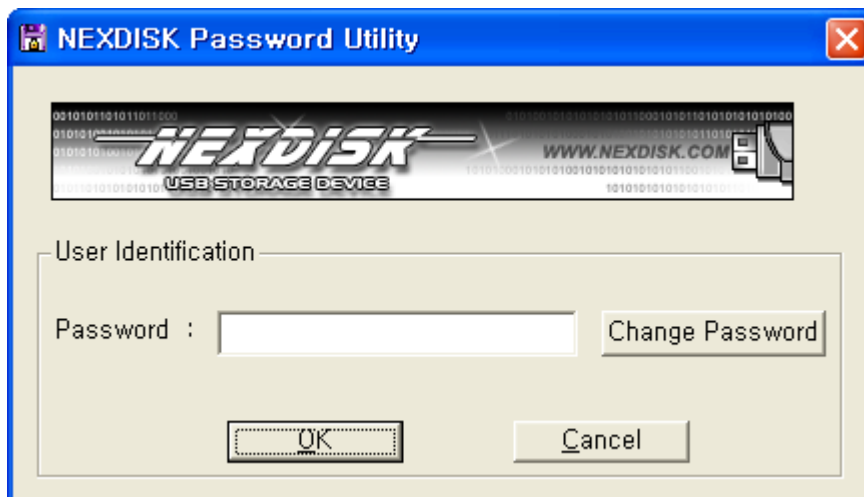 NEXDISK Password Utility
NEXDISK
USB STORAGE DEVICE
WWW.NEXDISK.COM
User Identification
Password :
Change Password
OK
Cancel